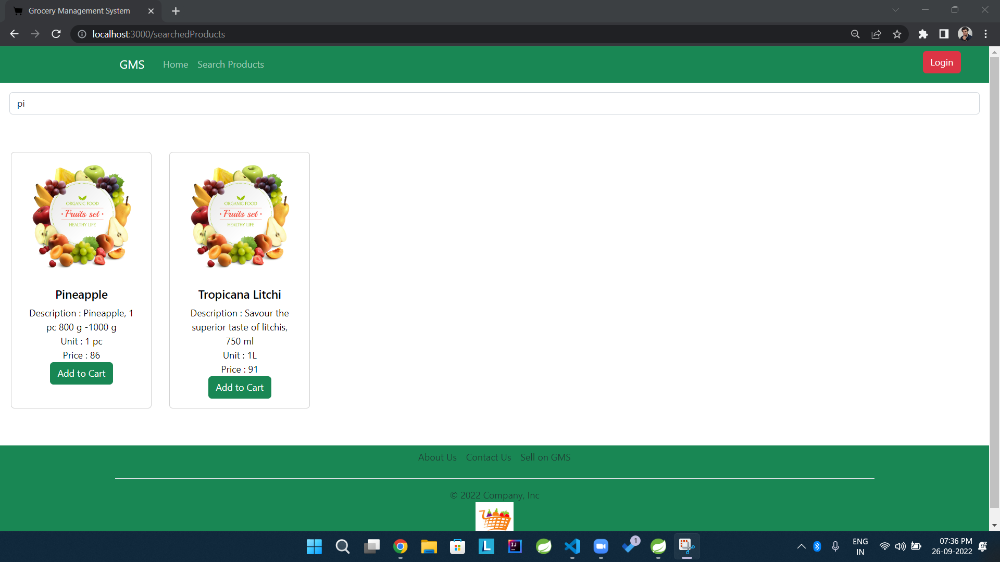 Grocery Management System
localhost:3000/searchedProducts
GMS
Home
Search Products
Login
pi
ORGANIC FOOD
• Fruits set •
HEALTHY LIFE
Pineapple
Description : Pineapple, 1
pc 800 g -1000 g
Unit : 1 pc
Price : 86
Add to Cart
ORGANIC FOOD
• Fruits set •
HEALTHY LIFE
Tropicana Litchi
Description : Savour the
superior taste of litchis,
750 ml
Unit : 1L
Price : 91
Add to Cart
About Us
Contact Us
Sell on GMS
© 2022 Company, Inc
L
IJ
1
ENG
IN
07:36 PM
26-09-2022